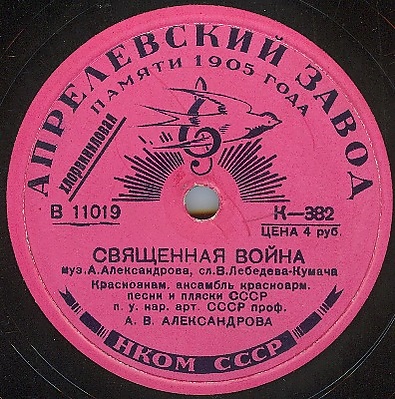 АПРЕЛЕВСКИЙ ЗАВОД
ПАМЯТИ 1905 ГОДА
хлорвиниловая
В 11019
К—382
ЦЕНА 4 руб.
СВЯЩЕННАЯ ВОЙНА
муз. А. Александрова, сл. В. Лебедева-Кумача
Краснознам. ансамбль красноарм.
песни и пляски СССР
п. у. нар. арт. СССР проф.
А. В. АЛЕКСАНДРОВА
НКОМ СССР